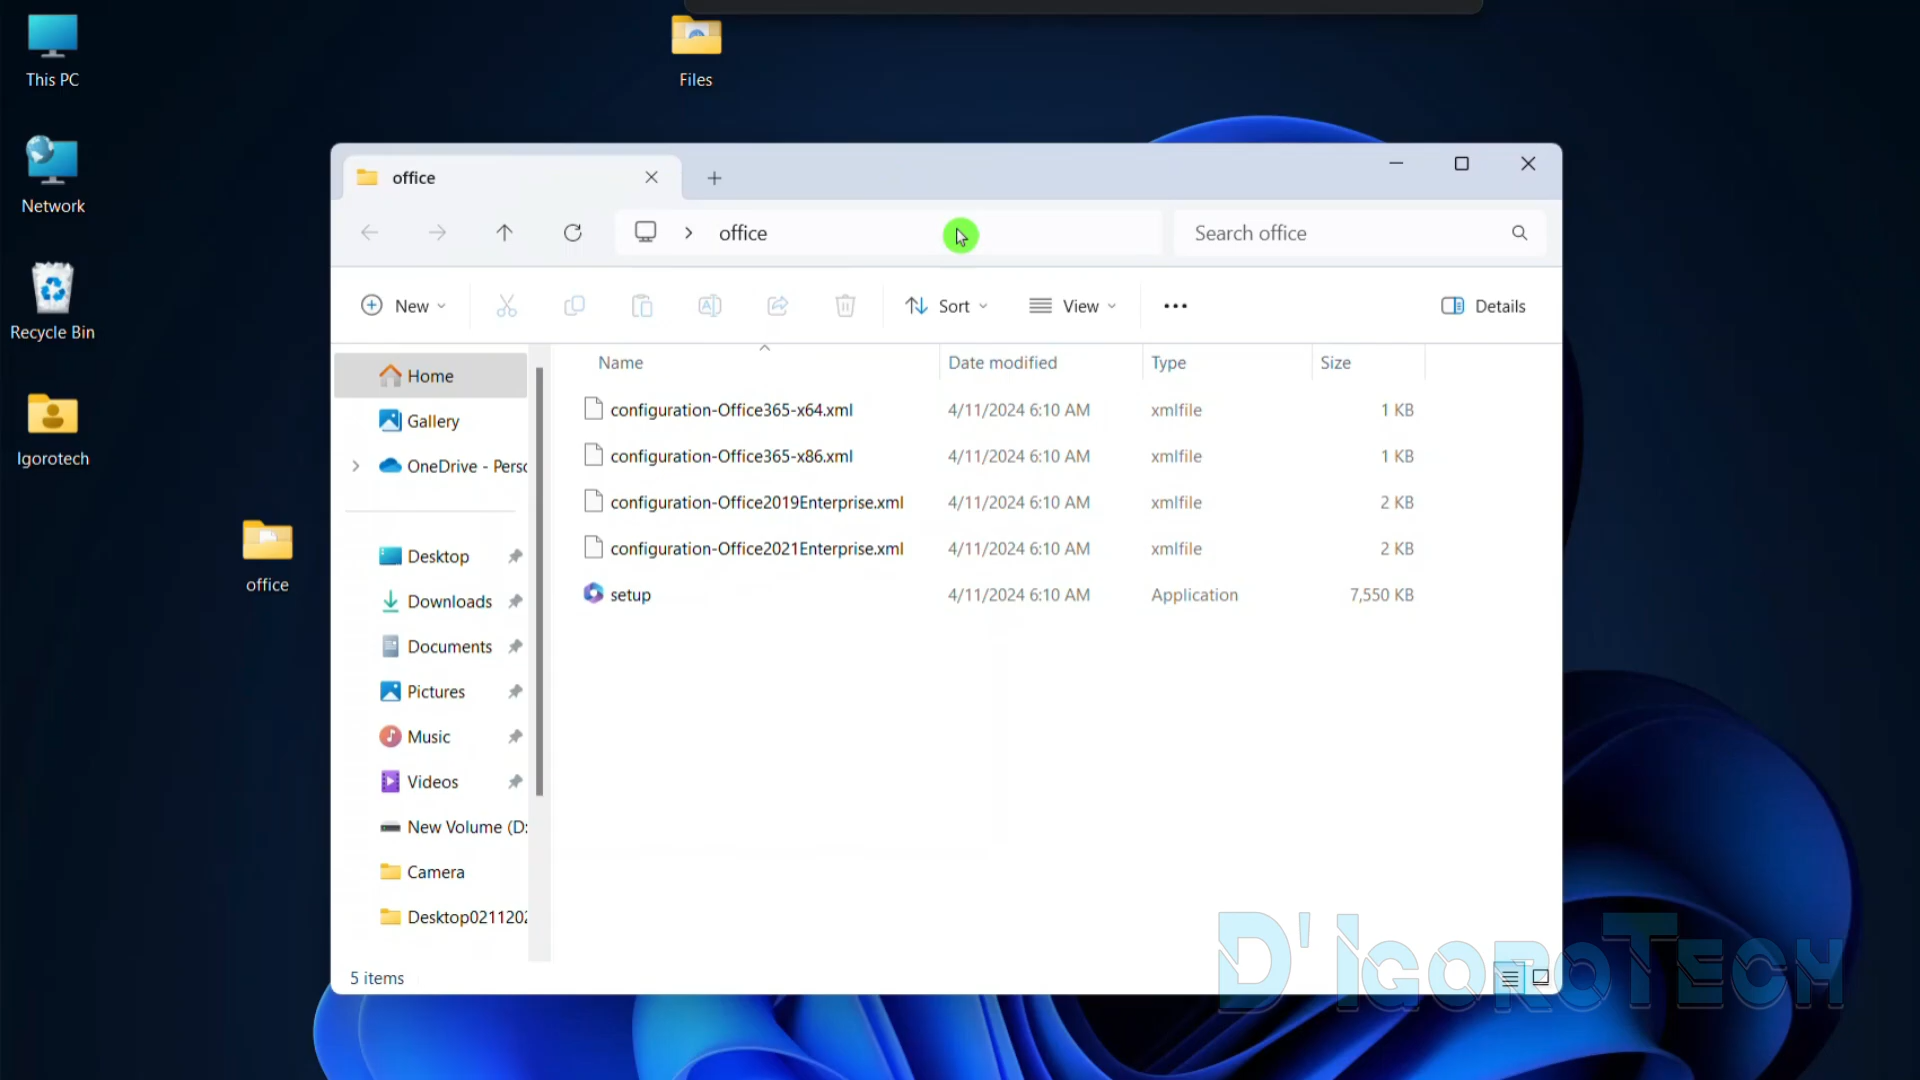 This PC
Files
Network
Recycle Bin
Igorotech
office
office
office
Search office
New
Sort
View
Details
Home
Gallery
OneDrive - Perso
Desktop
Downloads
Documents
Pictures
Music
Videos
New Volume (D:
Camera
Desktop0211202
Name Date modified Type Size
configuration-Office365-x64.xml 4/11/2024 6:10 AM xmlfile 1 KB
configuration-Office365-x86.xml 4/11/2024 6:10 AM xmlfile 1 KB
configuration-Office2019Enterprise.xml 4/11/2024 6:10 AM xmlfile 2 KB
configuration-Office2021Enterprise.xml 4/11/2024 6:10 AM xmlfile 2 KB
setup 4/11/2024 6:10 AM Application 7,550 KB
5 items
D'IGOROTECH